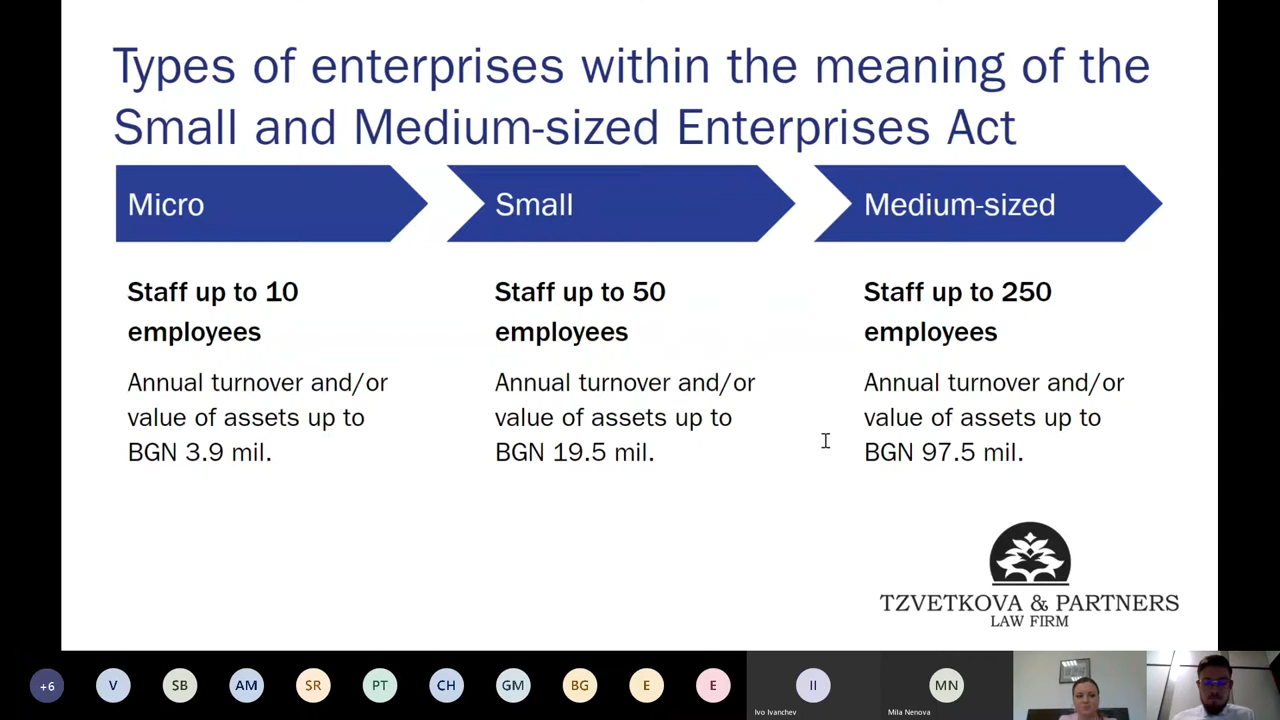 Types of enterprises within the meaning of the
Small and Medium-sized Enterprises Act
Micro
Small
Medium-sized
Staff up to 10
employees
Annual turnover and/or
value of assets up to
BGN 3.9 mil.
Staff up to 50
employees
Annual turnover and/or
value of assets up to
BGN 19.5 mil.
Staff up to 250
employees
Annual turnover and/or
value of assets up to
BGN 97.5 mil.
TZVETKOVA & PARTNERS
LAW FIRM
+6
V
SB
AM
SR
PT
CH
GM
BG
E
E
II
Ivo Ivanchev
MN
Mila Nenova